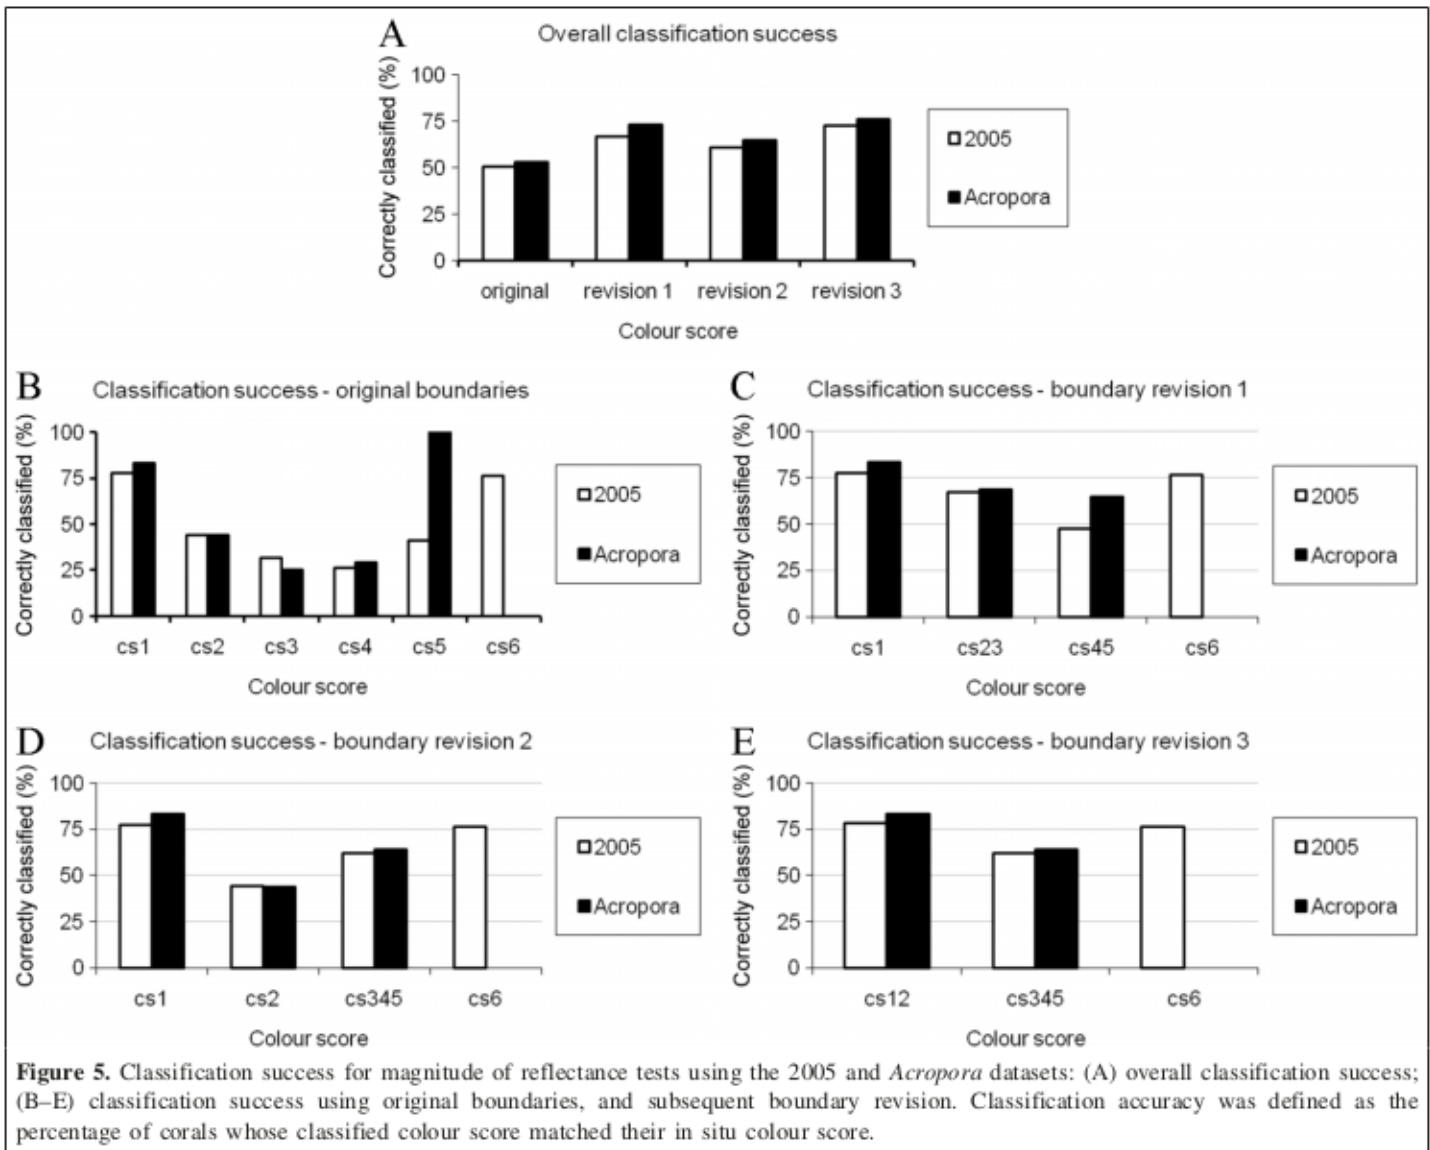 A
Overall classification success
Correctly classified (%)
100
75
50
25
0
original revision 1 revision 2 revision 3
Colour score
2005
Acropora
B
Classification success - original boundaries
Correctly classified (%)
100
75
50
25
0
cs1 cs2 cs3 cs4 cs5 cs6
Colour score
2005
Acropora
C
Classification success - boundary revision 1
Correctly classified (%)
100
75
50
25
0
cs1 cs23 cs45 cs6
Colour score
2005
Acropora
D
Classification success - boundary revision 2
Correctly classified (%)
100
75
50
25
0
cs1 cs2 cs345 cs6
Colour score
2005
Acropora
E
Classification success - boundary revision 3
Correctly classified (%)
100
75
50
25
0
cs12 cs345 cs6
Colour score
2005
Acropora
Figure 5. Classification success for magnitude of reflectance tests using the 2005 and Acropora datasets: (A) overall classification success;
(B–E) classification success using original boundaries, and subsequent boundary revision. Classification accuracy was defined as the
percentage of corals whose classified colour score matched their in situ colour score.